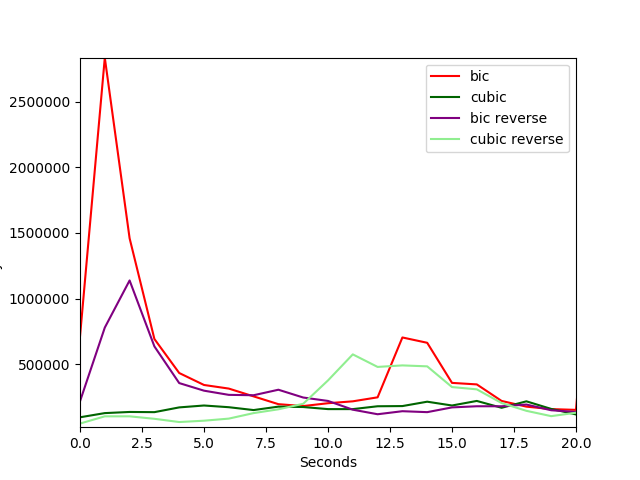 2500000
2000000
1500000
1000000
500000
0.0 2.5 5.0 7.5 10.0 12.5 15.0 17.5 20.0
Seconds
bic
cubic
bic reverse
cubic reverse